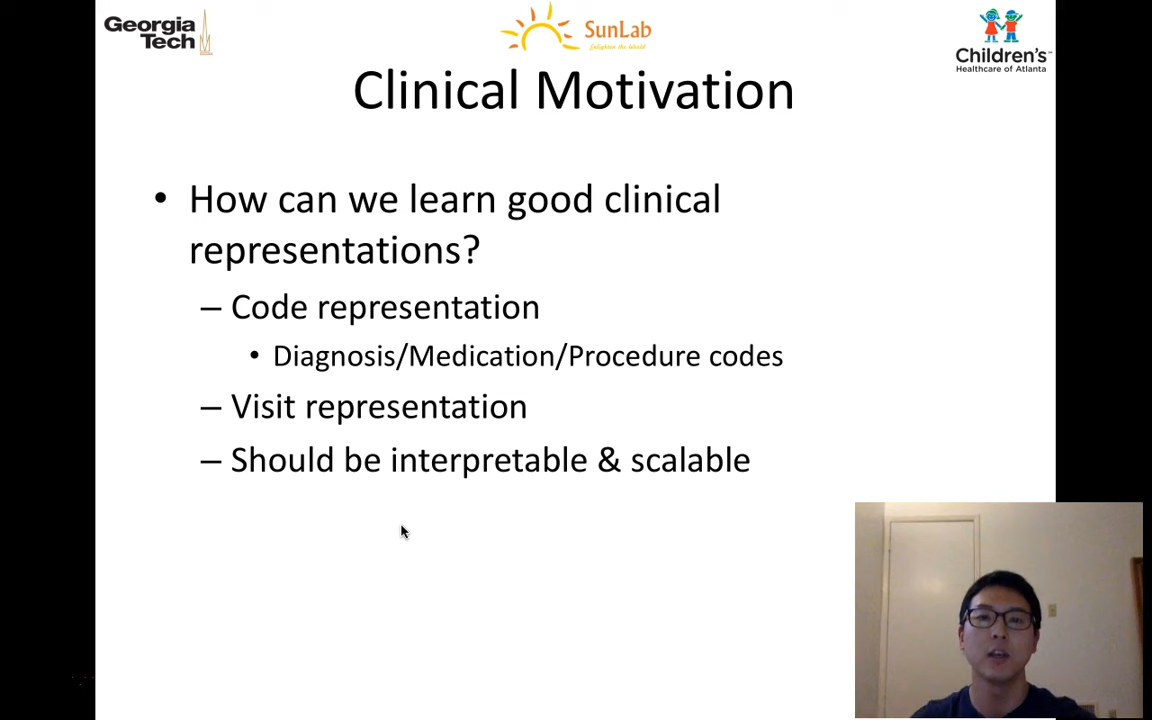 Georgia
Tech
SunLab
Enlighten the World
Children's™
Healthcare of Atlanta
Clinical Motivation
• How can we learn good clinical
representations?
– Code representation
• Diagnosis/Medication/Procedure codes
– Visit representation
– Should be interpretable & scalable